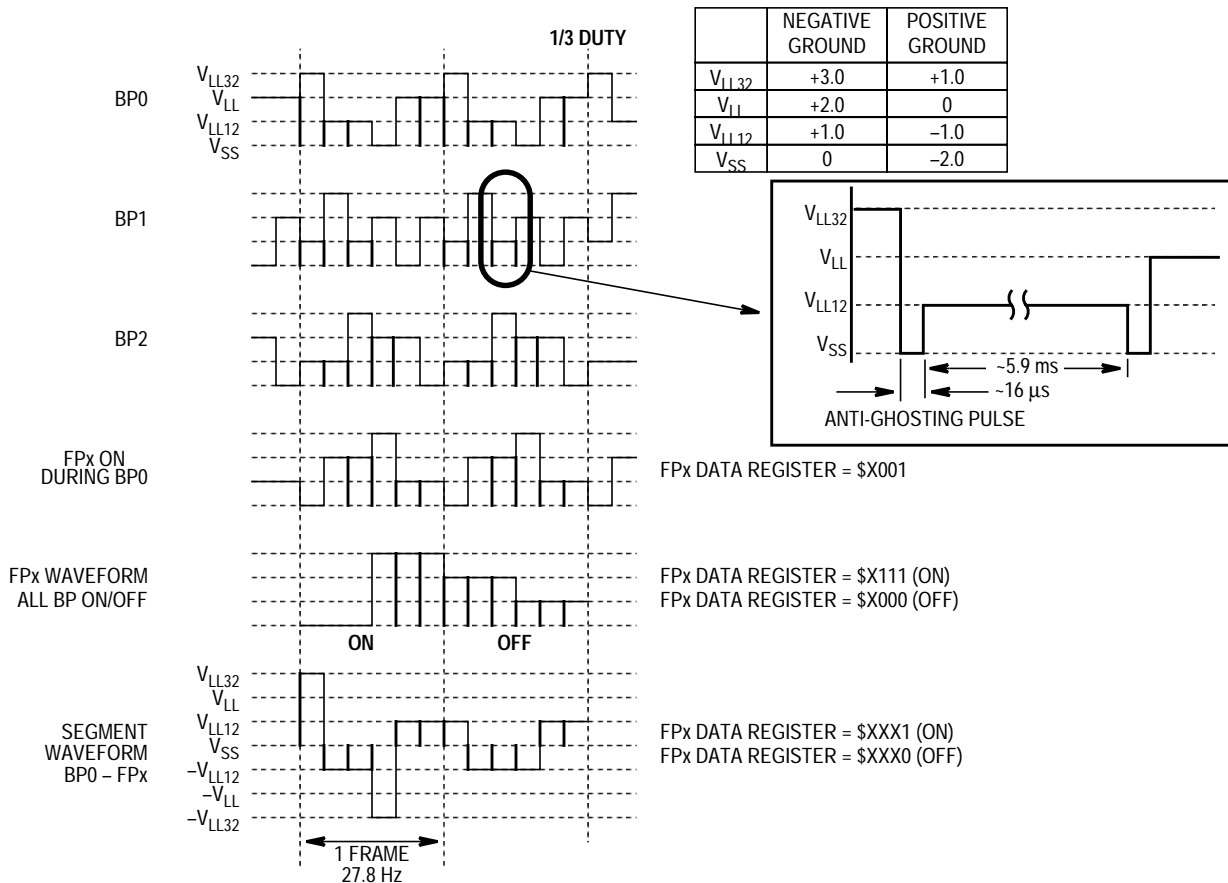 1/3 DUTY
NEGATIVE GROUND
POSITIVE GROUND
VLL32 +3.0 +1.0
VLL +2.0 0
VLL12 +1.0 –1.0
VSS 0 –2.0
BP0
VLL32
VLL
VLL12
VSS
BP1
VLL32
VLL
VLL12
VSS
~5.9 ms
~16 µs
ANTI-GHOSTING PULSE
BP2
FPx ON
DURING BP0
FPx DATA REGISTER = $X001
FPx WAVEFORM
ALL BP ON/OFF
FPx DATA REGISTER = $X111 (ON)
FPx DATA REGISTER = $X000 (OFF)
ON OFF
SEGMENT
WAVEFORM
BP0 – FPx
VLL32
VLL
VLL12
VSS
–VLL12
–VLL
–VLL32
FPx DATA REGISTER = $XXX1 (ON)
FPx DATA REGISTER = $XXX0 (OFF)
1 FRAME
27.8 Hz